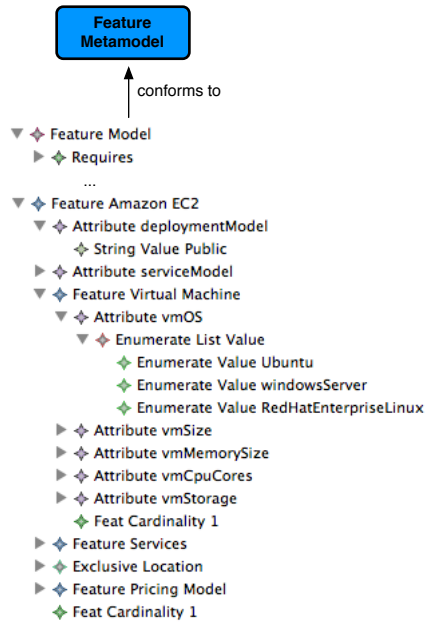 Feature
Metamodel
conforms to
Feature Model
Requires
...
Feature Amazon EC2
Attribute deploymentModel
String Value Public
Attribute serviceModel
Feature Virtual Machine
Attribute vmOS
Enumerate List Value
Enumerate Value Ubuntu
Enumerate Value windowsServer
Enumerate Value RedHatEnterpriseLinux
Attribute vmSize
Attribute vmMemorySize
Attribute vmCpuCores
Attribute vmStorage
Feat Cardinality 1
Feature Services
Exclusive Location
Feature Pricing Model
Feat Cardinality 1